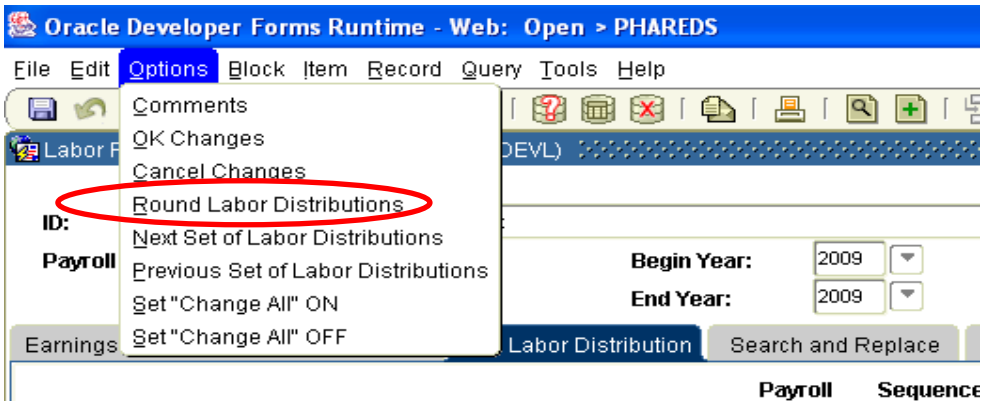 Oracle Developer Forms Runtime - Web: Open > PHAREDS
File Edit Options Block Item Record Query Tools Help
Comments
OK Changes
Labor DEVL)
Cancel Changes
Round Labor Distributions
ID:
Next Set of Labor Distributions
Payroll Begin Year: 2009
Previous Set of Labor Distributions
End Year: 2009
Set "Change All" ON
Set "Change All" OFF
Earnings Labor Distribution Search and Replace
Payroll Sequence